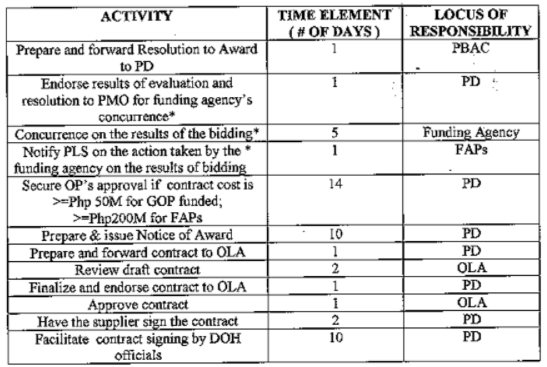 ACTIVITY TIME ELEMENT LOCUS OF
( # OF DAYS ) RESPONSIBILITY
Prepare and forward Resolution to Award 1 PBAC
to PD
Endorse results of evaluation and 1 PD
resolution to PMO for funding agency's
concurrence*
Concurrence on the results of the bidding* 5 Funding Agency
Notify PLS on the action taken by the * 1 FAPs
funding agency on the results of bidding
Secure OP's approval if contract cost is 14 PD
>=Php 50M for GOP funded;
>=Php200M for FAPs
Prepare & issue Notice of Award 10 PD
Prepare and forward contract to OLA 1 PD
Review draft contract 2 OLA
Finalize and endorse contract to OLA 1 PD
Approve contract 1 OLA
Have the supplier sign the contract 2 PD
Facilitate contract signing by DOH 10 PD
officials